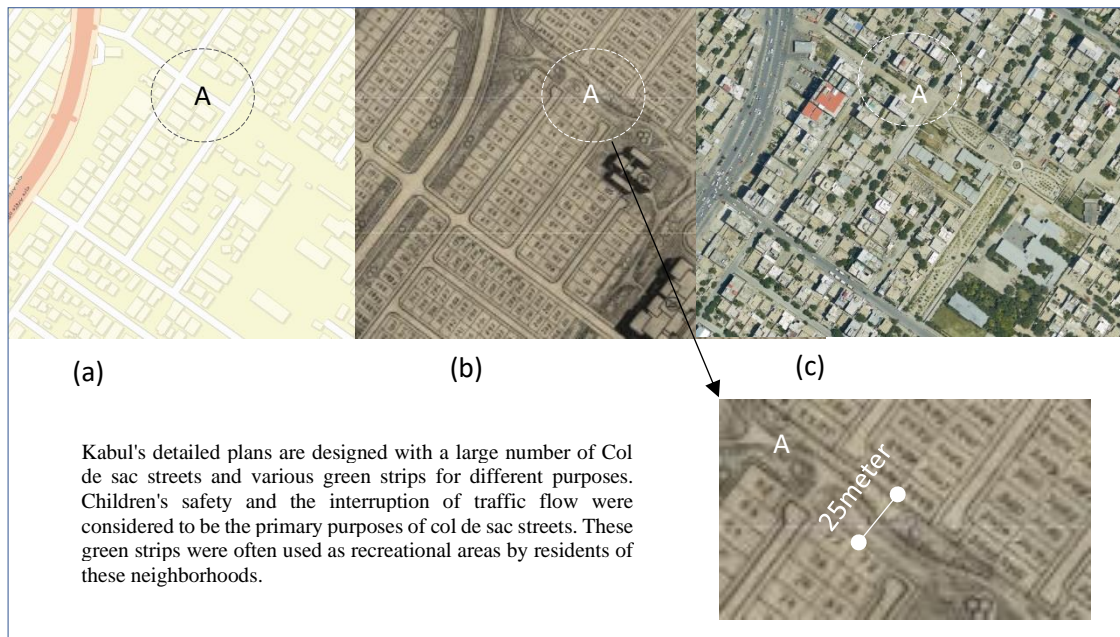 A
A
A
(a)
(b)
(c)
Kabul's detailed plans are designed with a large number of Col
de sac streets and various green strips for different purposes.
Children's safety and the interruption of traffic flow were
considered to be the primary purposes of col de sac streets. These
green strips were often used as recreational areas by residents of
these neighborhoods.
A
25meter